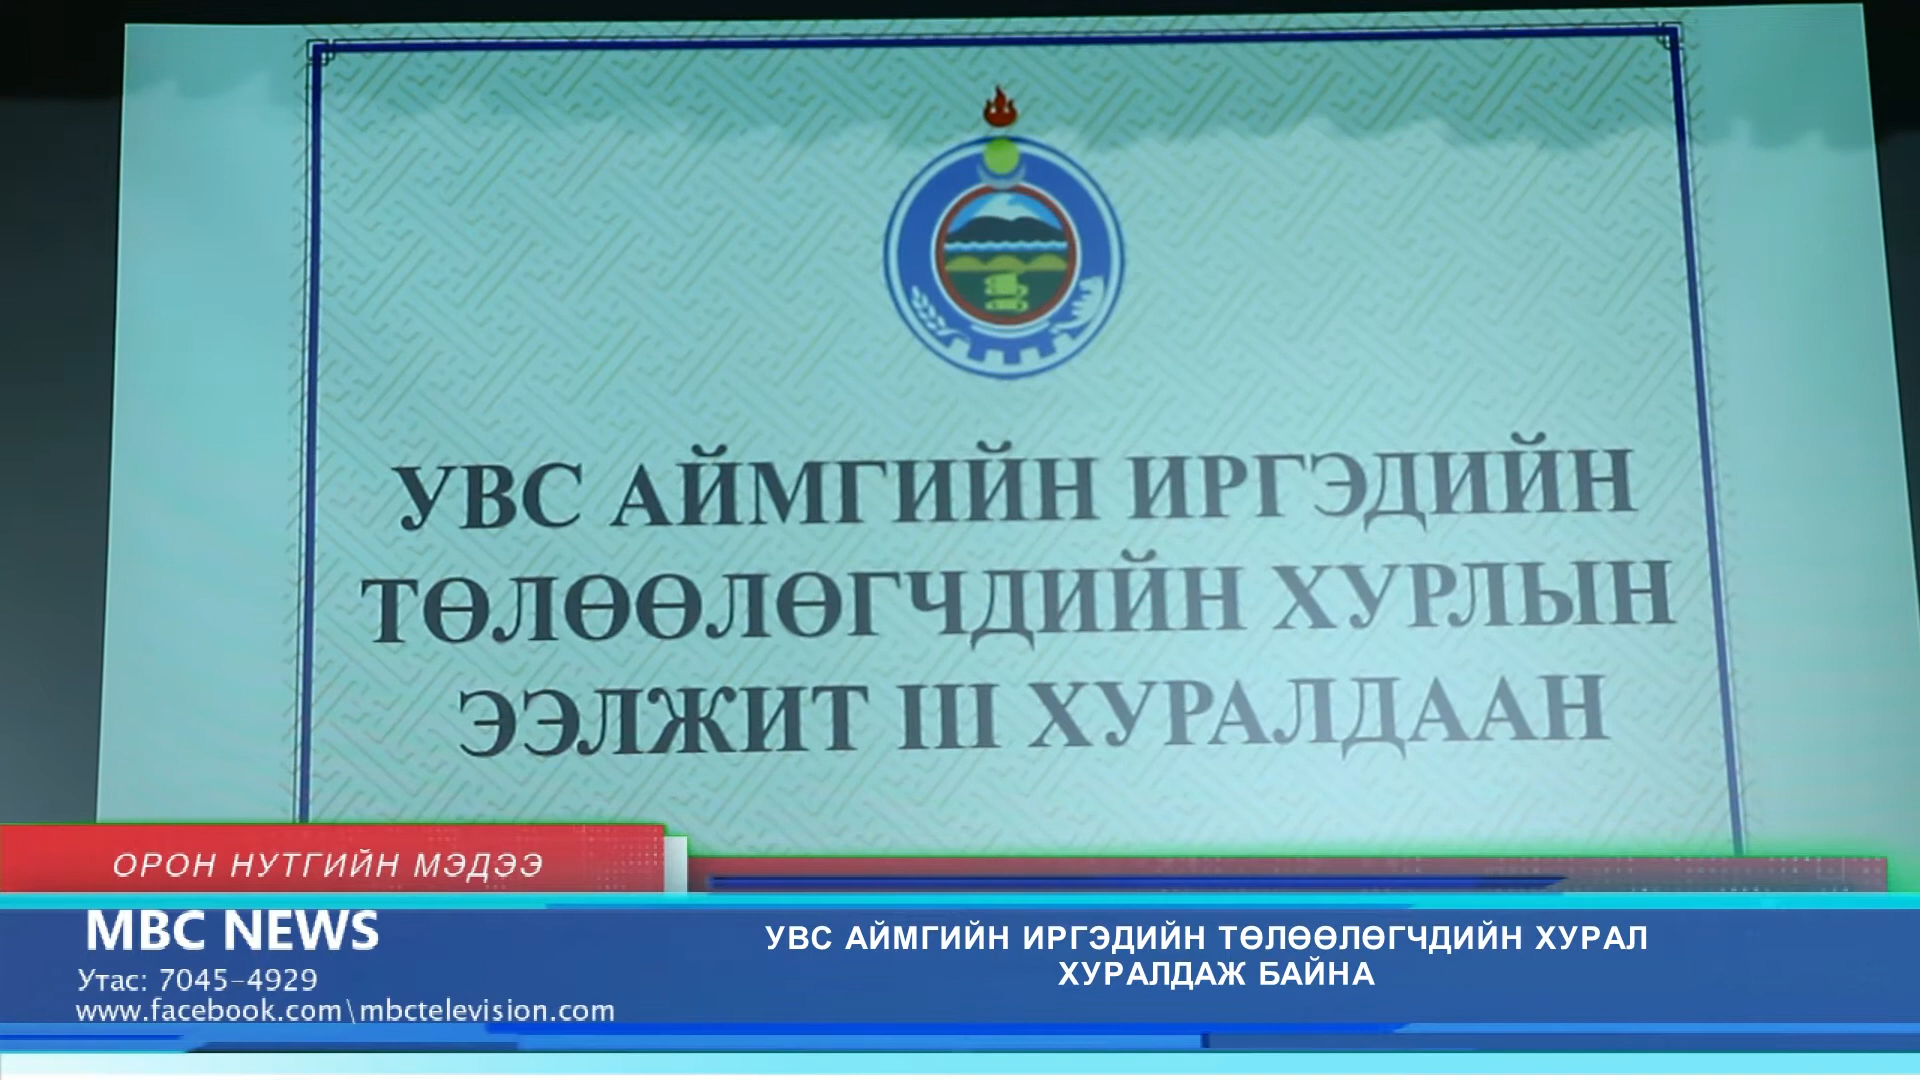 УВС АЙМГИЙН ИРГЭДИЙН
ТӨЛӨӨЛӨГЧДИЙН ХУРЛЫН
ЭЭЛЖИТ III ХУРАЛДААН
ОРОН НУТГИЙН МЭДЭЭ
MBC NEWS
Утас: 7045-4929
www.facebook.com\mbctelevision.com
УВС АЙМГИЙН ИРГЭДИЙН ТӨЛӨӨЛӨГЧДИЙН ХУРАЛ
ХУРАЛДАЖ БАЙНА